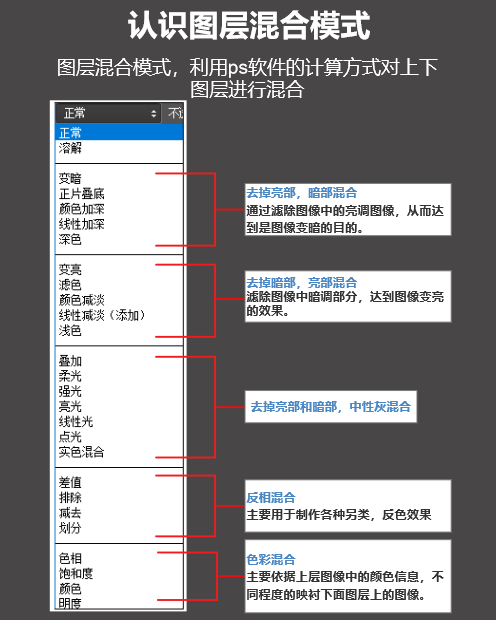 认识图层混合模式
图层混合模式，利用ps软件的计算方式对上下
图层进行混合
正常
正常
溶解
变暗
正片叠底
颜色加深
线性加深
深色
去掉亮部，暗部混合
通过滤除图像中的亮调图像，从而达
到是图像变暗的目的。
变亮
滤色
颜色减淡
线性减淡（添加）
浅色
去掉暗部，亮部混合
滤除图像中暗调部分，达到图像变亮
的效果。
叠加
柔光
强光
亮光
线性光
点光
实色混合
去掉亮部和暗部，中性灰混合
差值
排除
减去
划分
反相混合
主要用于制作各种另类，反色效果
色相
饱和度
颜色
明度
色彩混合
主要依据上层图像中的颜色信息，不
同程度的映衬下面图层上的图像。